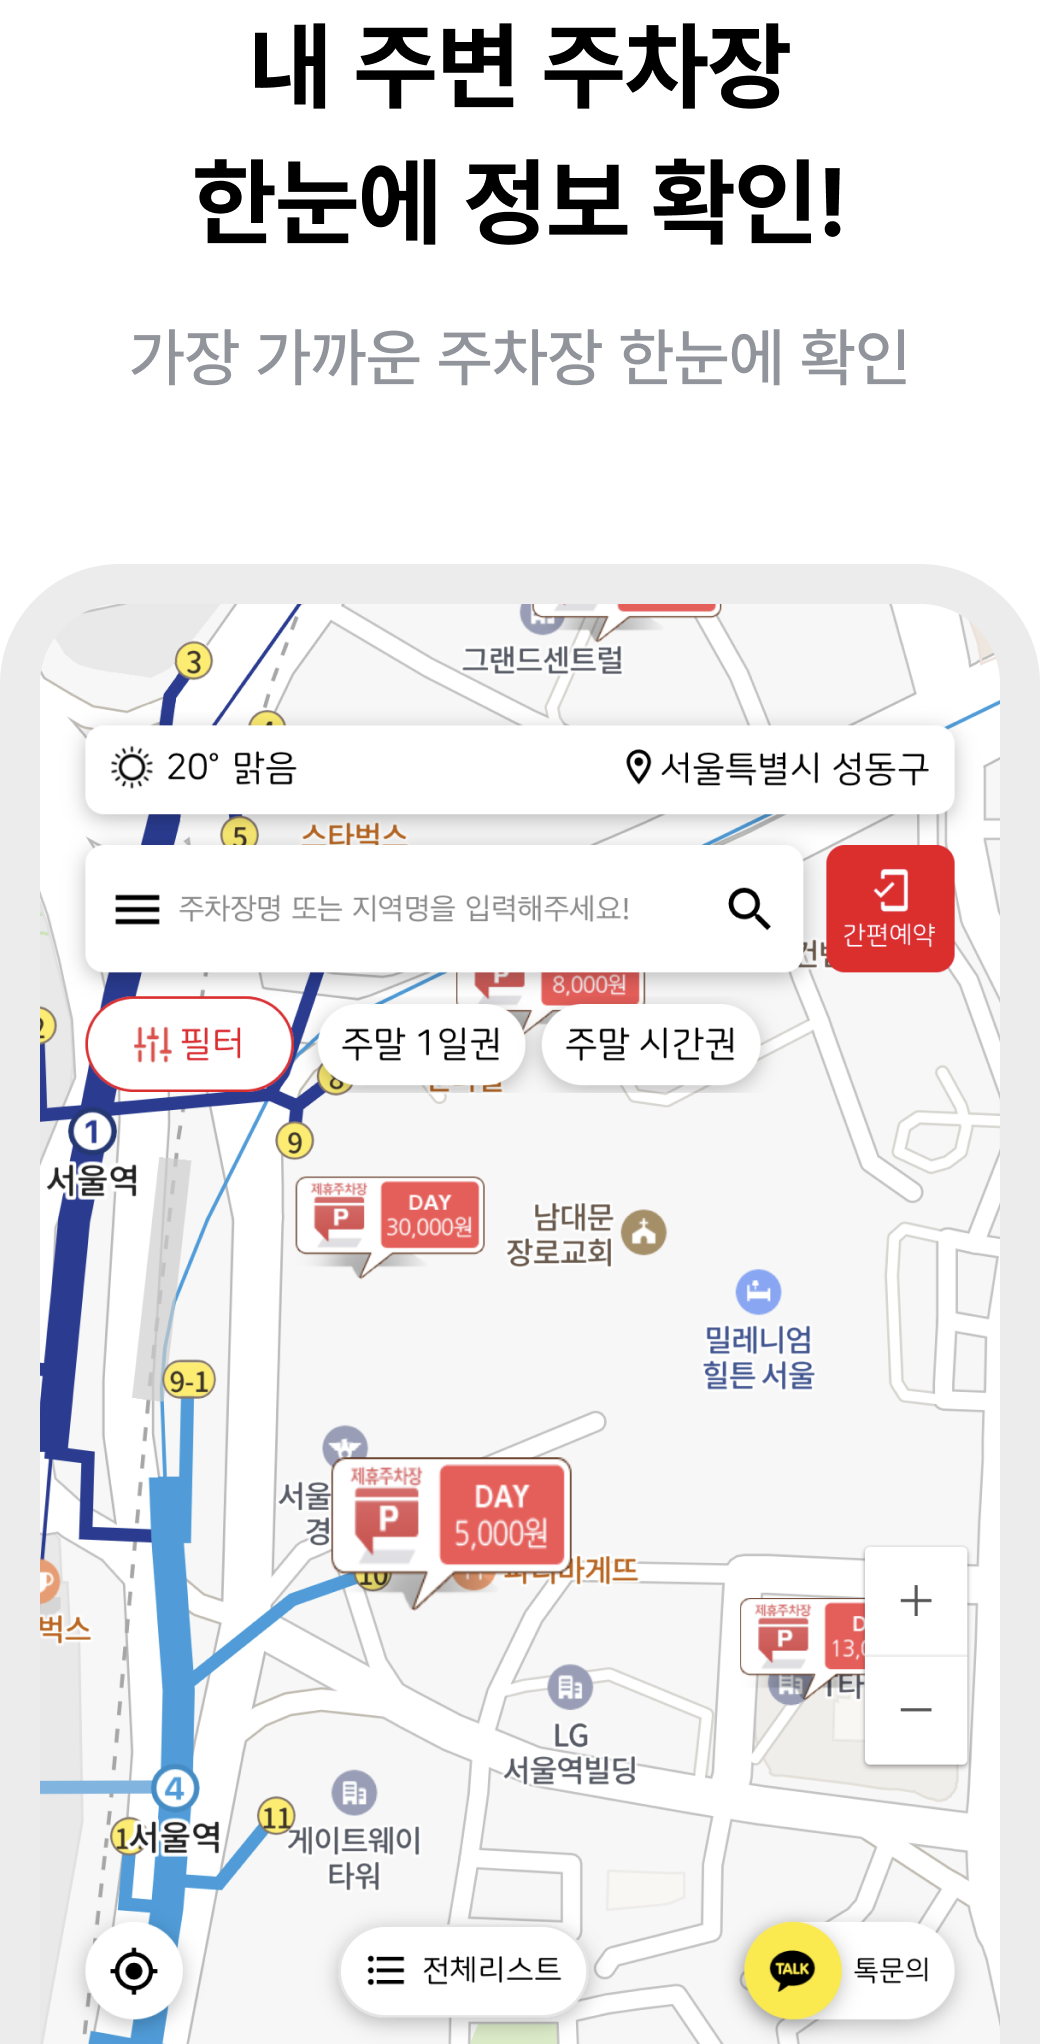 내 주변 주차장
한눈에 정보 확인!
가장 가까운 주차장 한눈에 확인
3
그랜드센트럴
20° 맑음
서울특별시 성동구
5
스타벅스
주차장명 또는 지역명을 입력해주세요!
간편예약
P
8,000원
필터
주말 1일권
주말 시간권
8
9
1
서울역
제휴주차장
P
DAY
30,000원
남대문
장로교회
밀레니엄
힐튼 서울
9-1
서울
경
제휴주차장
P
DAY
5,000원
10
파리바게뜨
벅스
제휴주차장
P
13,0
타
LG
서울역빌딩
4
서울역
11
게이트웨이
타워
전체리스트
TALK
톡문의